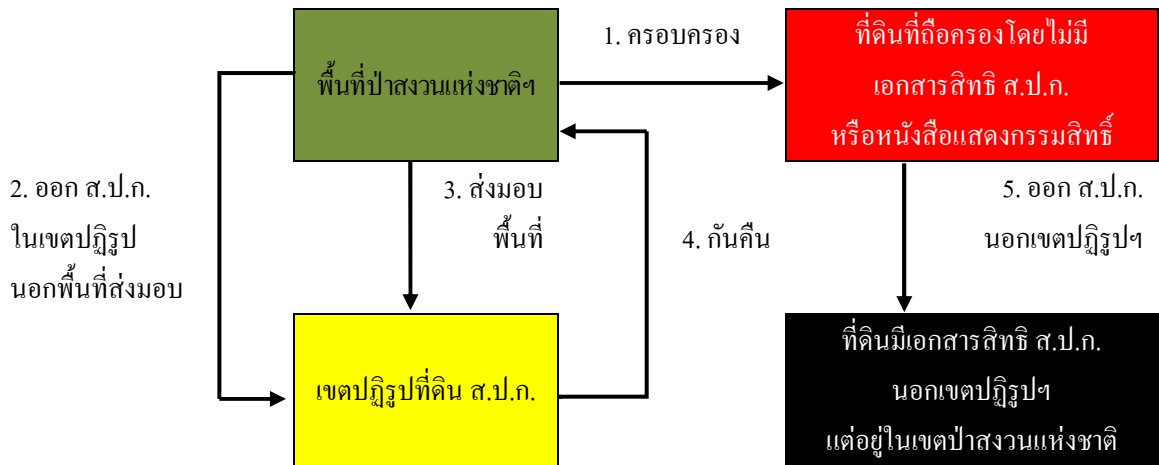 1. ครอบครอง
พื้นที่ป่าสงวนแห่งชาติฯ
ที่ดินที่ถือครองโดยไม่มี
เอกสารสิทธิ ส.ป.ก.
หรือหนังสือแสดงกรรมสิทธิ์
2. ออก ส.ป.ก.
ในเขตปฏิรูป
นอกพื้นที่ส่งมอบ
3. ส่งมอบ
พื้นที่
4. กันคืน
5. ออก ส.ป.ก.
นอกเขตปฏิรูปฯ
เขตปฏิรูปที่ดิน ส.ป.ก.
ที่ดินมีเอกสารสิทธิ ส.ป.ก.
นอกเขตปฏิรูปฯ
แต่อยู่ในเขตป่าสงวนแห่งชาติ